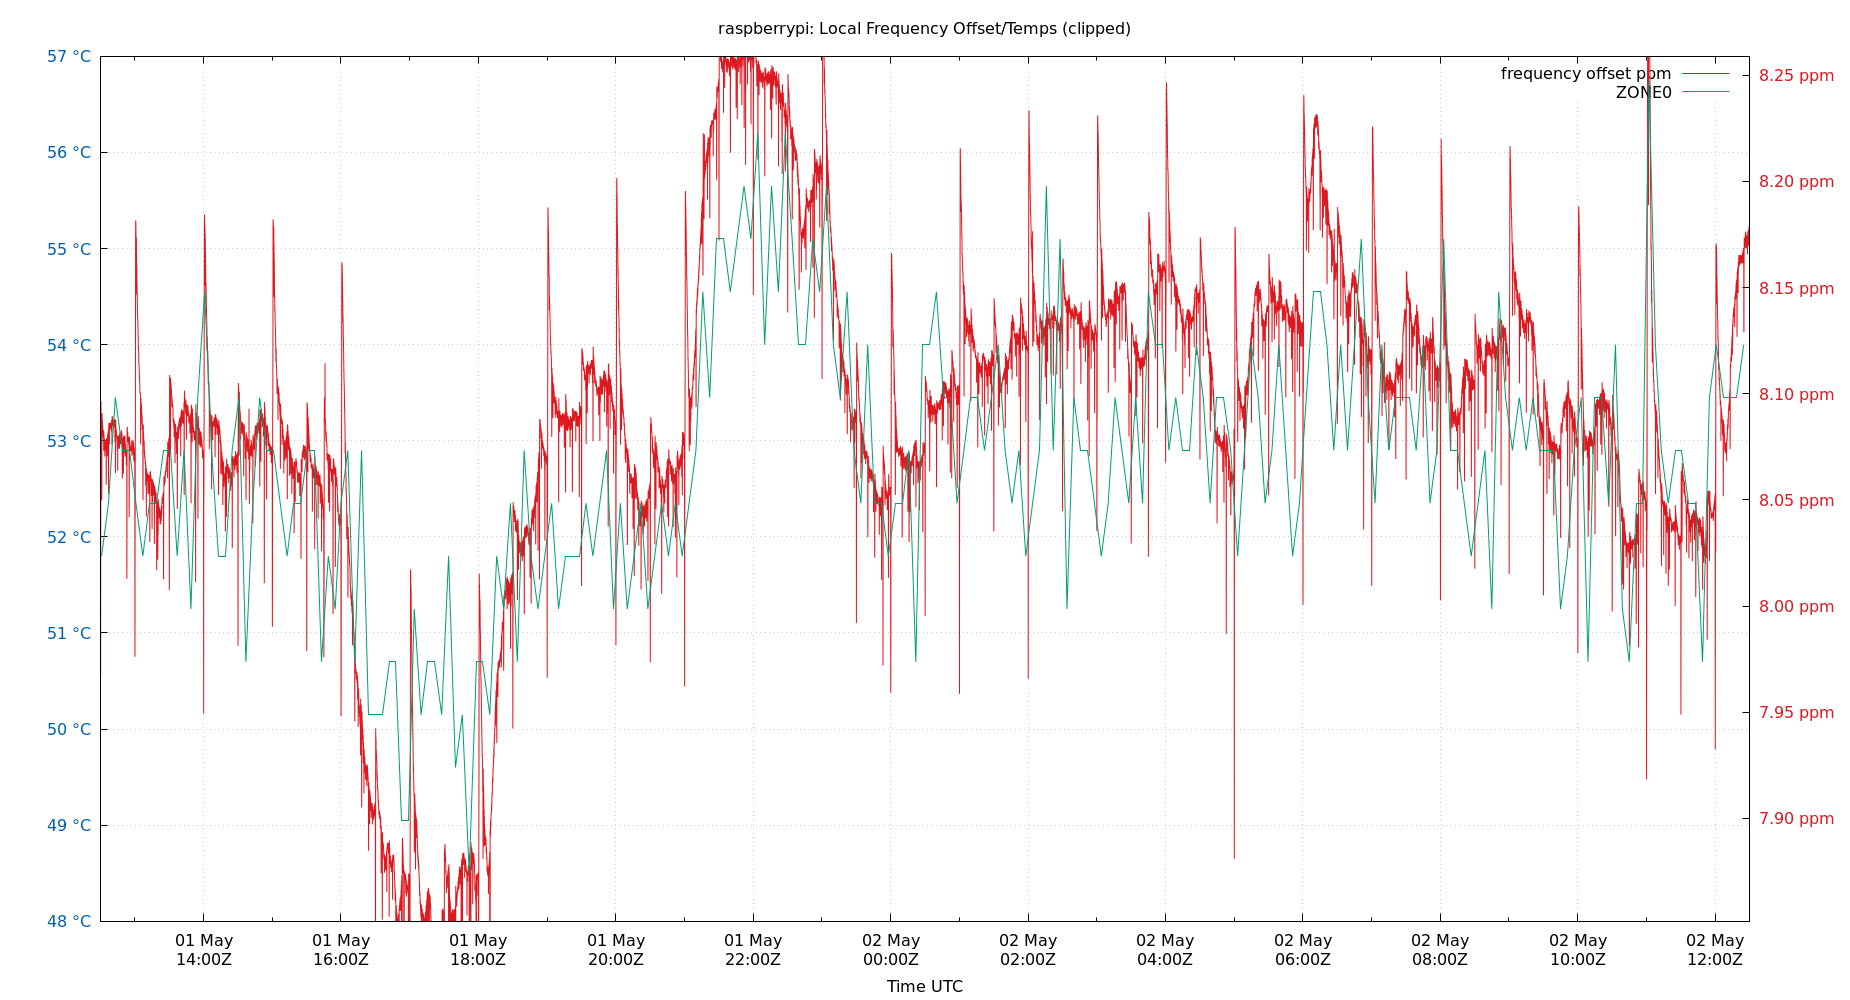 raspberrypi: Local Frequency Offset/Temps (clipped)
frequency offset ppm
ZONE0
57 °C
56 °C
55 °C
54 °C
53 °C
52 °C
51 °C
50 °C
49 °C
48 °C
8.25 ppm
8.20 ppm
8.15 ppm
8.10 ppm
8.05 ppm
8.00 ppm
7.95 ppm
7.90 ppm
01 May
14:00Z
01 May
16:00Z
01 May
18:00Z
01 May
20:00Z
01 May
22:00Z
02 May
00:00Z
02 May
02:00Z
02 May
04:00Z
02 May
06:00Z
02 May
08:00Z
02 May
10:00Z
02 May
12:00Z
Time UTC